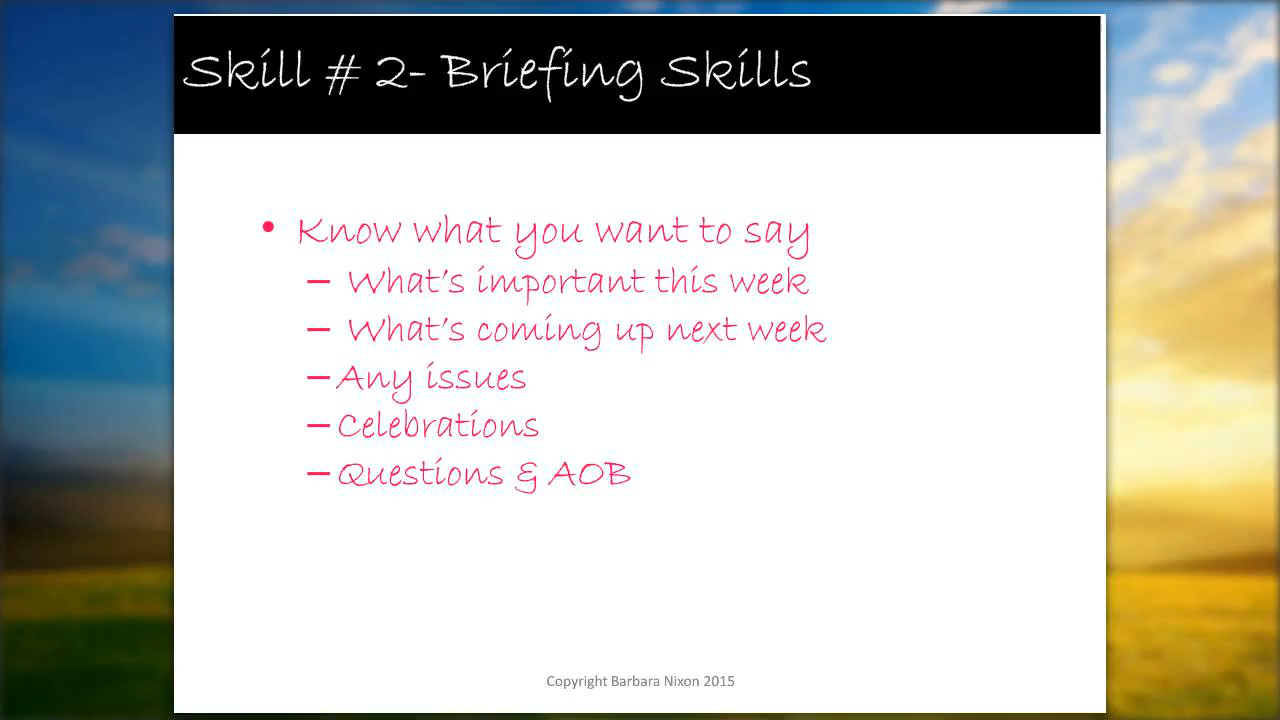 Skill # 2- Briefing Skills
• Know what you want to say
– What's important this week
– What's coming up next week
– Any issues
– Celebrations
– Questions & AOB
Copyright Barbara Nixon 2015